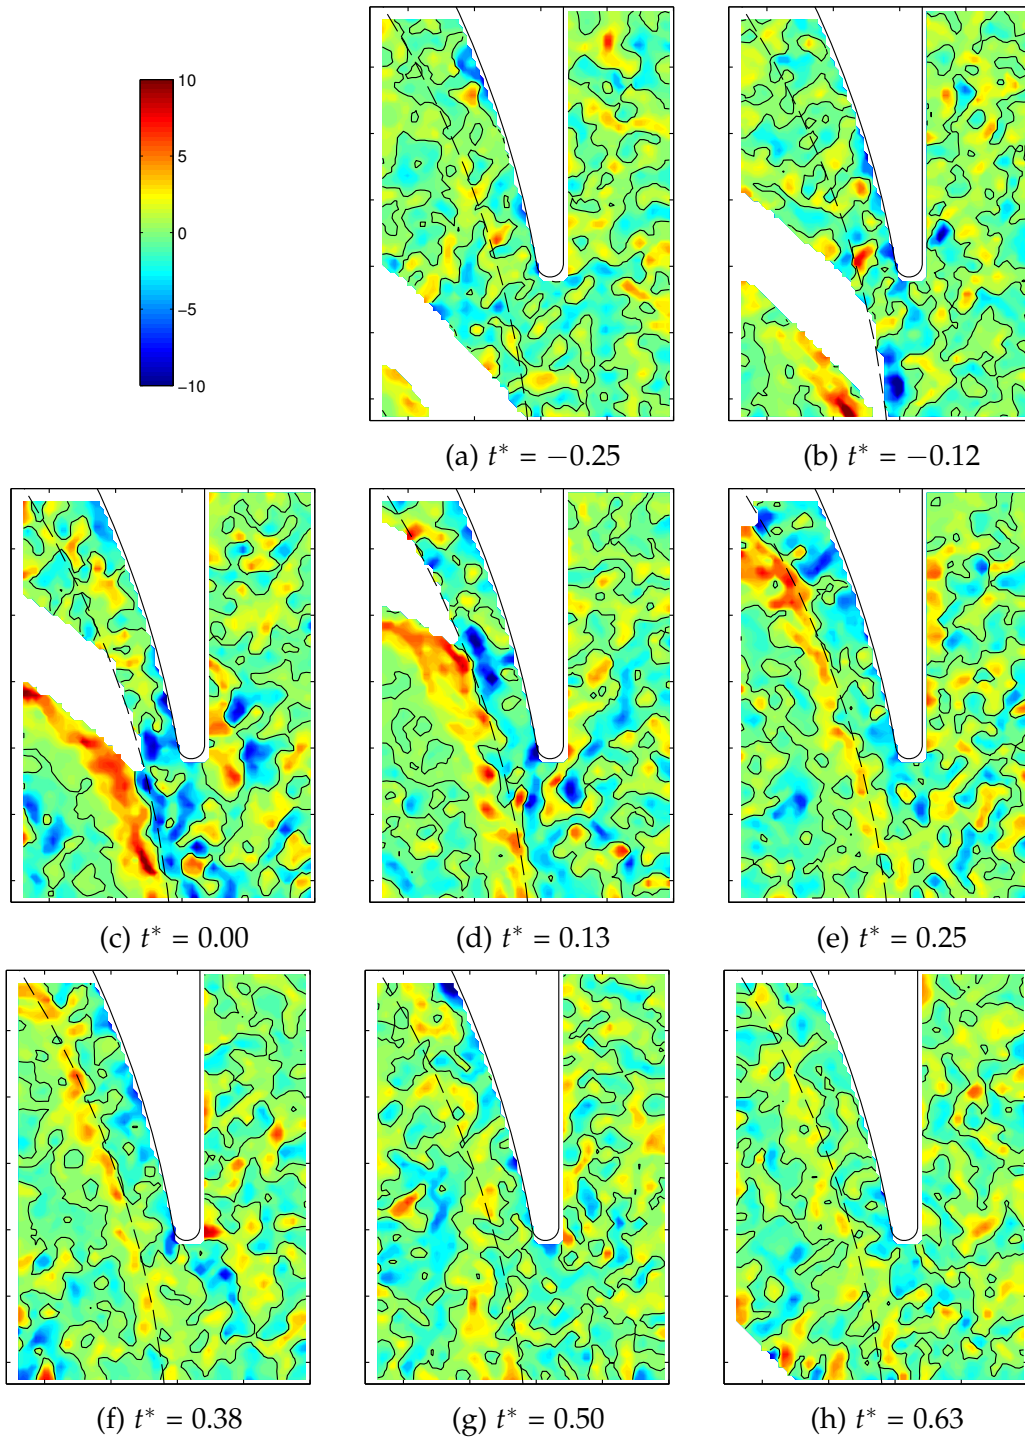 10
5
0
−5
−10
(a) t* = −0.25
(b) t* = −0.12
(c) t* = 0.00
(d) t* = 0.13
(e) t* = 0.25
(f) t* = 0.38
(g) t* = 0.50
(h) t* = 0.63